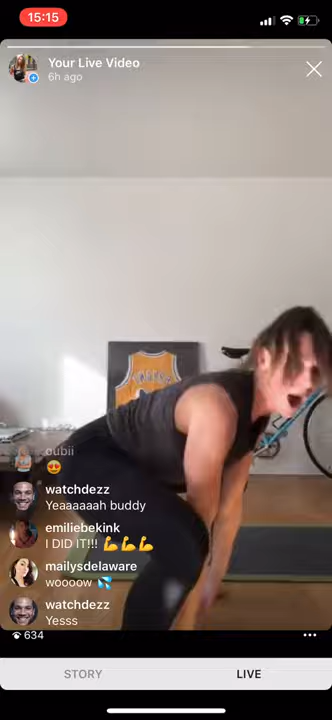 15:15
Your Live Video
6h ago
oubii
😍
watchdezz
Yeaaaaaah buddy
emiliebekink
I DID IT!!! 💪💪💪
mailysdelaware
woooow 💦
watchdezz
Yesss
634
STORY
LIVE